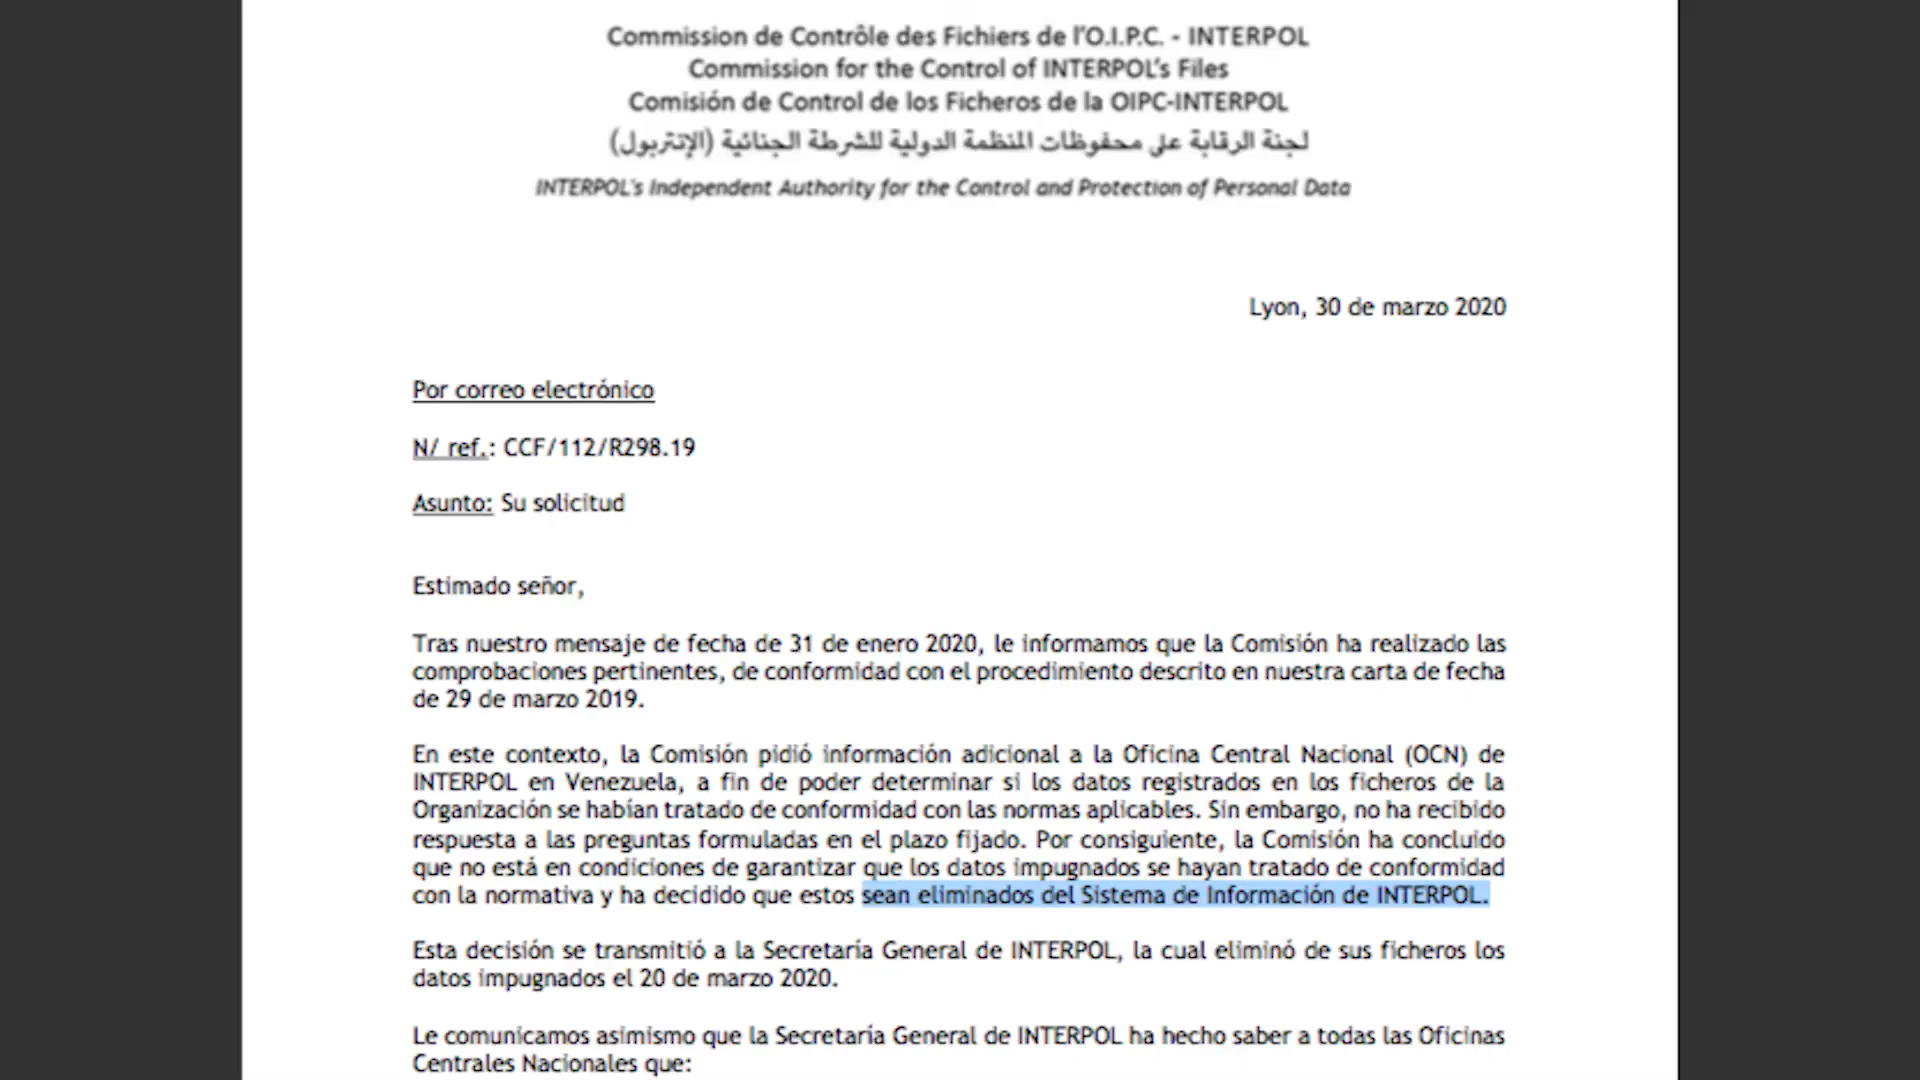 Commission de Contrôle des Fichiers de l'O.I.P.C. - INTERPOL
Commission for the Control of INTERPOL's Files
Comisión de Control de los Ficheros de la OIPC-INTERPOL
لجنة الرقابة على محفوظات المنظمة الدولية للشرطة الجنائية (الإنتربول)
INTERPOL's Independent Authority for the Control and Protection of Personal Data
Lyon, 30 de marzo 2020
Por correo electrónico
N/ ref.: CCF/112/R298.19
Asunto: Su solicitud
Estimado señor,
Tras nuestro mensaje de fecha de 31 de enero 2020, le informamos que la Comisión ha realizado las
comprobaciones pertinentes, de conformidad con el procedimiento descrito en nuestra carta de fecha
de 29 de marzo 2019.
En este contexto, la Comisión pidió información adicional a la Oficina Central Nacional (OCN) de
INTERPOL en Venezuela, a fin de poder determinar si los datos registrados en los ficheros de la
Organización se habían tratado de conformidad con las normas aplicables. Sin embargo, no ha recibido
respuesta a las preguntas formuladas en el plazo fijado. Por consiguiente, la Comisión ha concluido
que no está en condiciones de garantizar que los datos impugnados se hayan tratado de conformidad
con la normativa y ha decidido que estos sean eliminados del Sistema de Información de INTERPOL.
Esta decisión se transmitió a la Secretaría General de INTERPOL, la cual eliminó de sus ficheros los
datos impugnados el 20 de marzo 2020.
Le comunicamos asimismo que la Secretaría General de INTERPOL ha hecho saber a todas las Oficinas
Centrales Nacionales que: